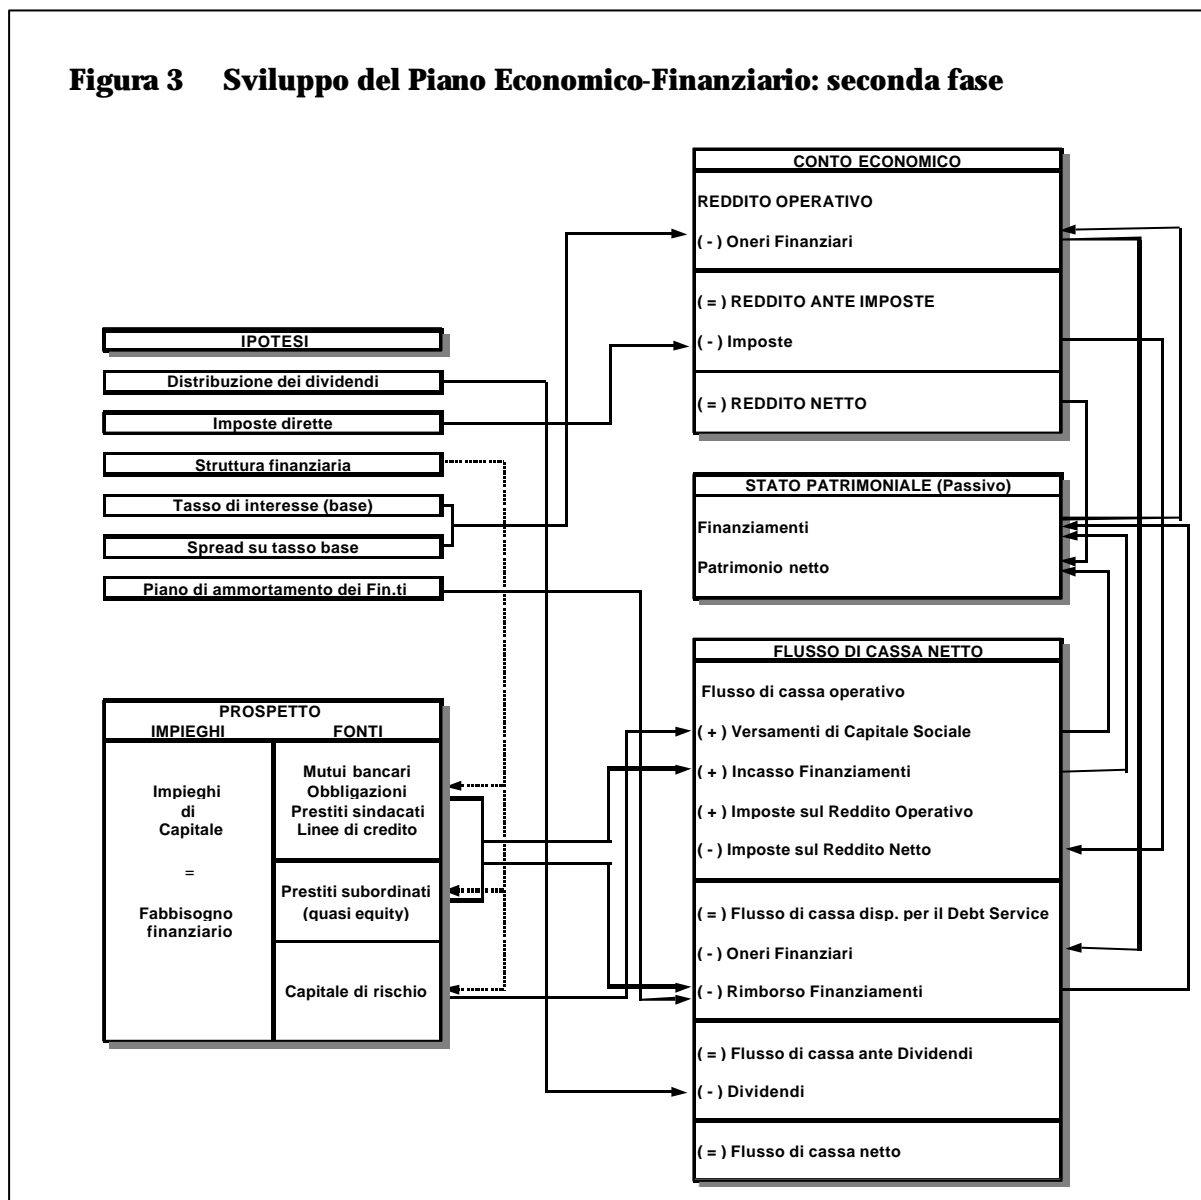 Figura 3 Sviluppo del Piano Economico-Finanziario: seconda fase
CONTO ECONOMICO
REDDITO OPERATIVO
( - ) Oneri Finanziari
( = ) REDDITO ANTE IMPOSTE
( - ) Imposte
( = ) REDDITO NETTO
IPOTESI
Distribuzione dei dividendi
Imposte dirette
Struttura finanziaria
Tasso di interesse (base)
Spread su tasso base
Piano di ammortamento dei Fin.ti
STATO PATRIMONIALE (Passivo)
Finanziamenti
Patrimonio netto
PROSPETTO
IMPIEGHI FONTI
Impieghi
di
Capitale
=
Fabbisogno
finanziario
Mutui bancari
Obbligazioni
Prestiti sindacati
Linee di credito
Prestiti subordinati
(quasi equity)
Capitale di rischio
FLUSSO DI CASSA NETTO
Flusso di cassa operativo
( + ) Versamenti di Capitale Sociale
( + ) Incasso Finanziamenti
( + ) Imposte sul Reddito Operativo
( - ) Imposte sul Reddito Netto
( = ) Flusso di cassa disp. per il Debt Service
( - ) Oneri Finanziari
( - ) Rimborso Finanziamenti
( = ) Flusso di cassa ante Dividendi
( - ) Dividendi
( = ) Flusso di cassa netto